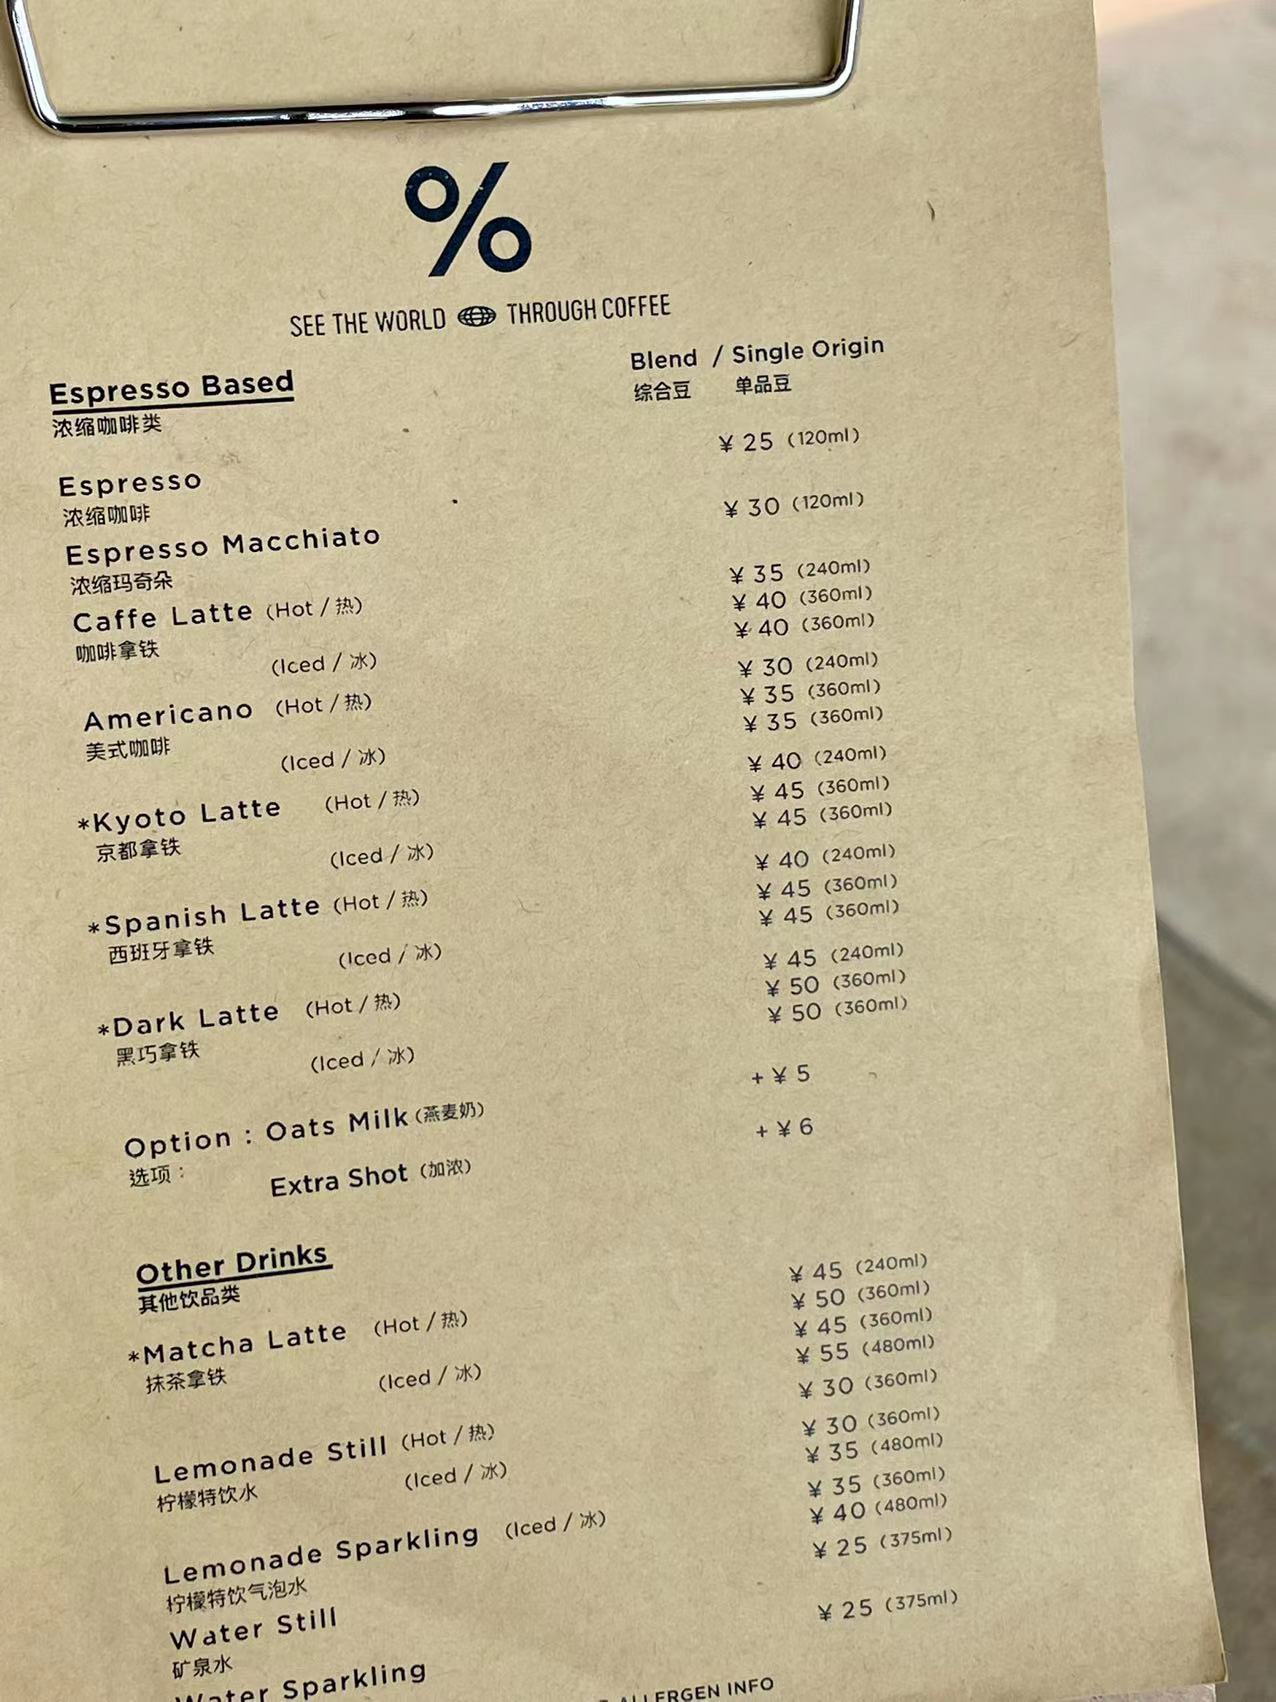 %
SEE THE WORLD THROUGH COFFEE
Blend / Single Origin
综合豆 单品豆
Espresso Based
浓缩咖啡类
Espresso ¥ 25 (120ml)
浓缩咖啡
Espresso Macchiato ¥ 30 (120ml)
浓缩玛奇朵
Caffe Latte (Hot / 热) ¥ 35 (240ml)
咖啡拿铁 ¥ 40 (360ml)
(Iced / 冰) ¥ 40 (360ml)
Americano (Hot / 热) ¥ 30 (240ml)
美式咖啡 ¥ 35 (360ml)
(Iced / 冰) ¥ 35 (360ml)
*Kyoto Latte (Hot / 热) ¥ 40 (240ml)
京都拿铁 ¥ 45 (360ml)
(Iced / 冰) ¥ 45 (360ml)
*Spanish Latte (Hot / 热) ¥ 40 (240ml)
西班牙拿铁 ¥ 45 (360ml)
(Iced / 冰) ¥ 45 (360ml)
*Dark Latte (Hot / 热) ¥ 45 (240ml)
黑巧拿铁 ¥ 50 (360ml)
(Iced / 冰) ¥ 50 (360ml)
Option : Oats Milk (燕麦奶) + ¥ 5
选项：
Extra Shot (加浓) + ¥ 6
Other Drinks
其他饮品类
*Matcha Latte (Hot / 热) ¥ 45 (240ml)
抹茶拿铁 ¥ 50 (360ml)
(Iced / 冰) ¥ 45 (360ml)
¥ 55 (480ml)
Lemonade Still (Hot / 热) ¥ 30 (360ml)
柠檬特饮水
(Iced / 冰) ¥ 30 (360ml)
¥ 35 (480ml)
Lemonade Sparkling (Iced / 冰) ¥ 35 (360ml)
柠檬特饮气泡水 ¥ 40 (480ml)
Water Still ¥ 25 (375ml)
矿泉水
Water Sparkling ¥ 25 (375ml)
ALLERGEN INFO